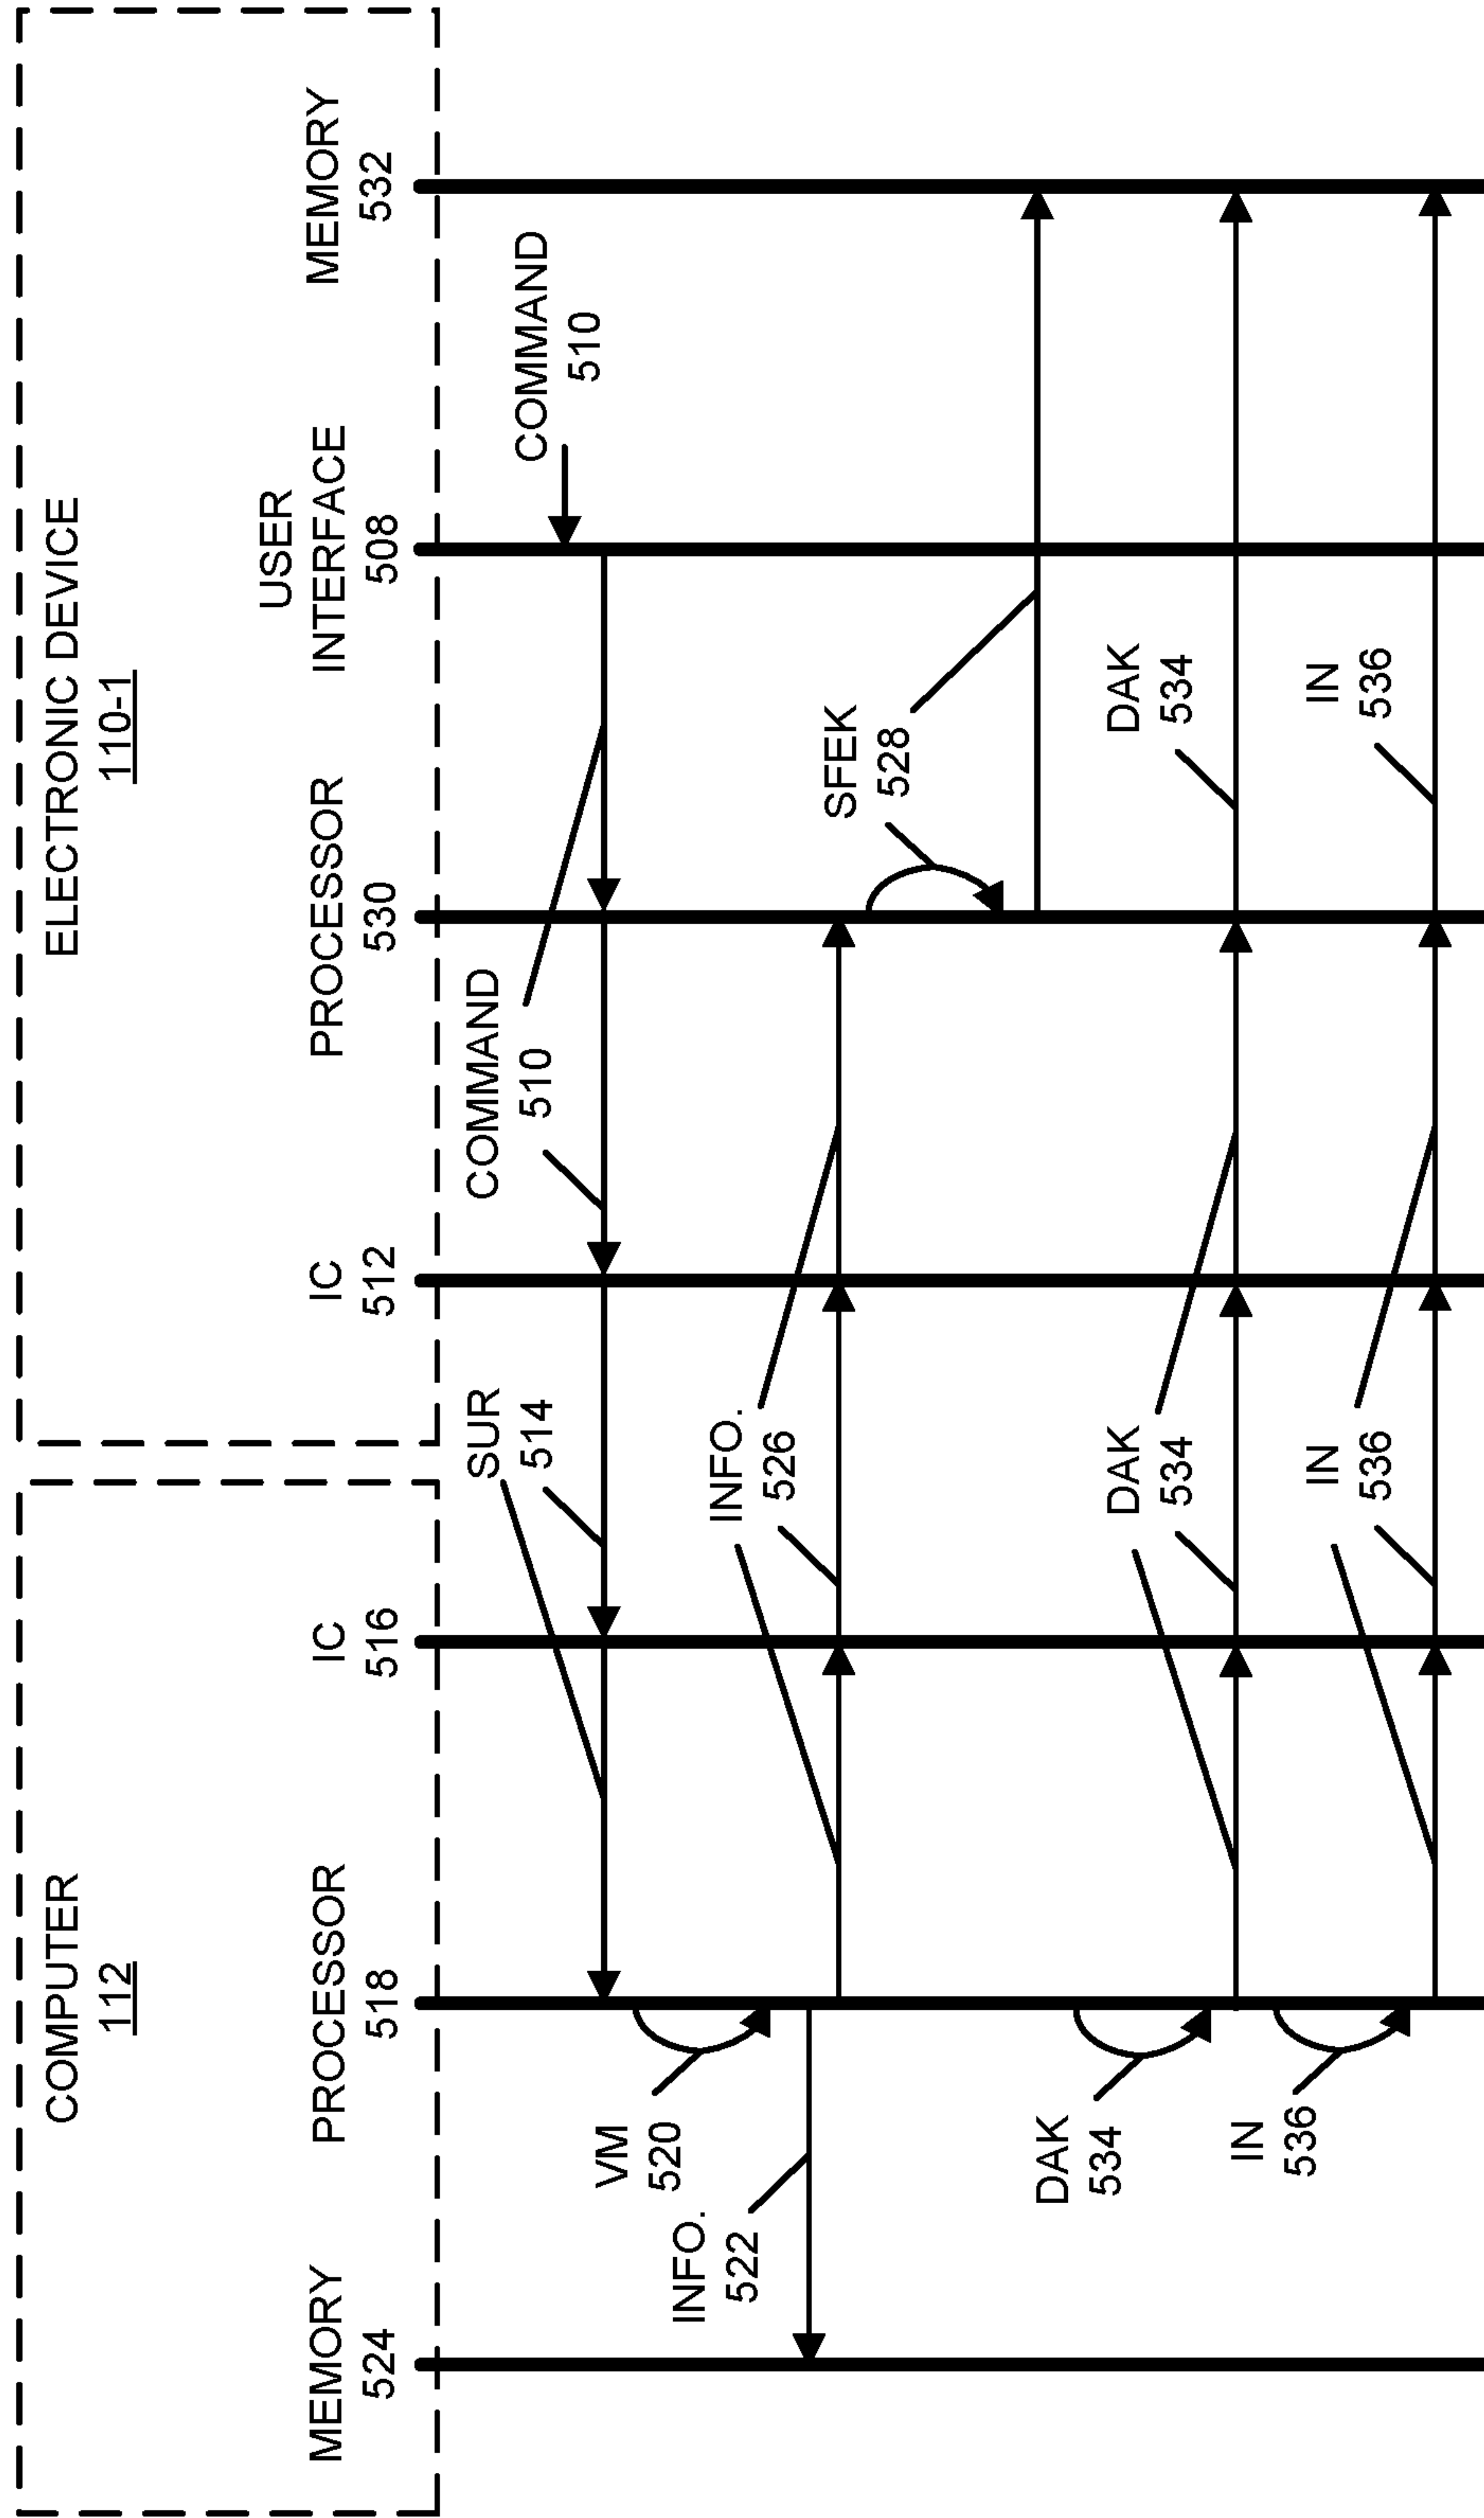 COMPUTER
112
ELECTRONIC DEVICE
110-1
MEMORY
524
PROCESSOR
518
IC
516
IC
512
PROCESSOR
530
USER
INTERFACE
508
MEMORY
532
COMMAND
510
COMMAND
510
SUR
514
VM
520
INFO.
522
INFO.
526
SFEK
528
DAK
534
DAK
534
DAK
534
IN
536
IN
536
IN
536